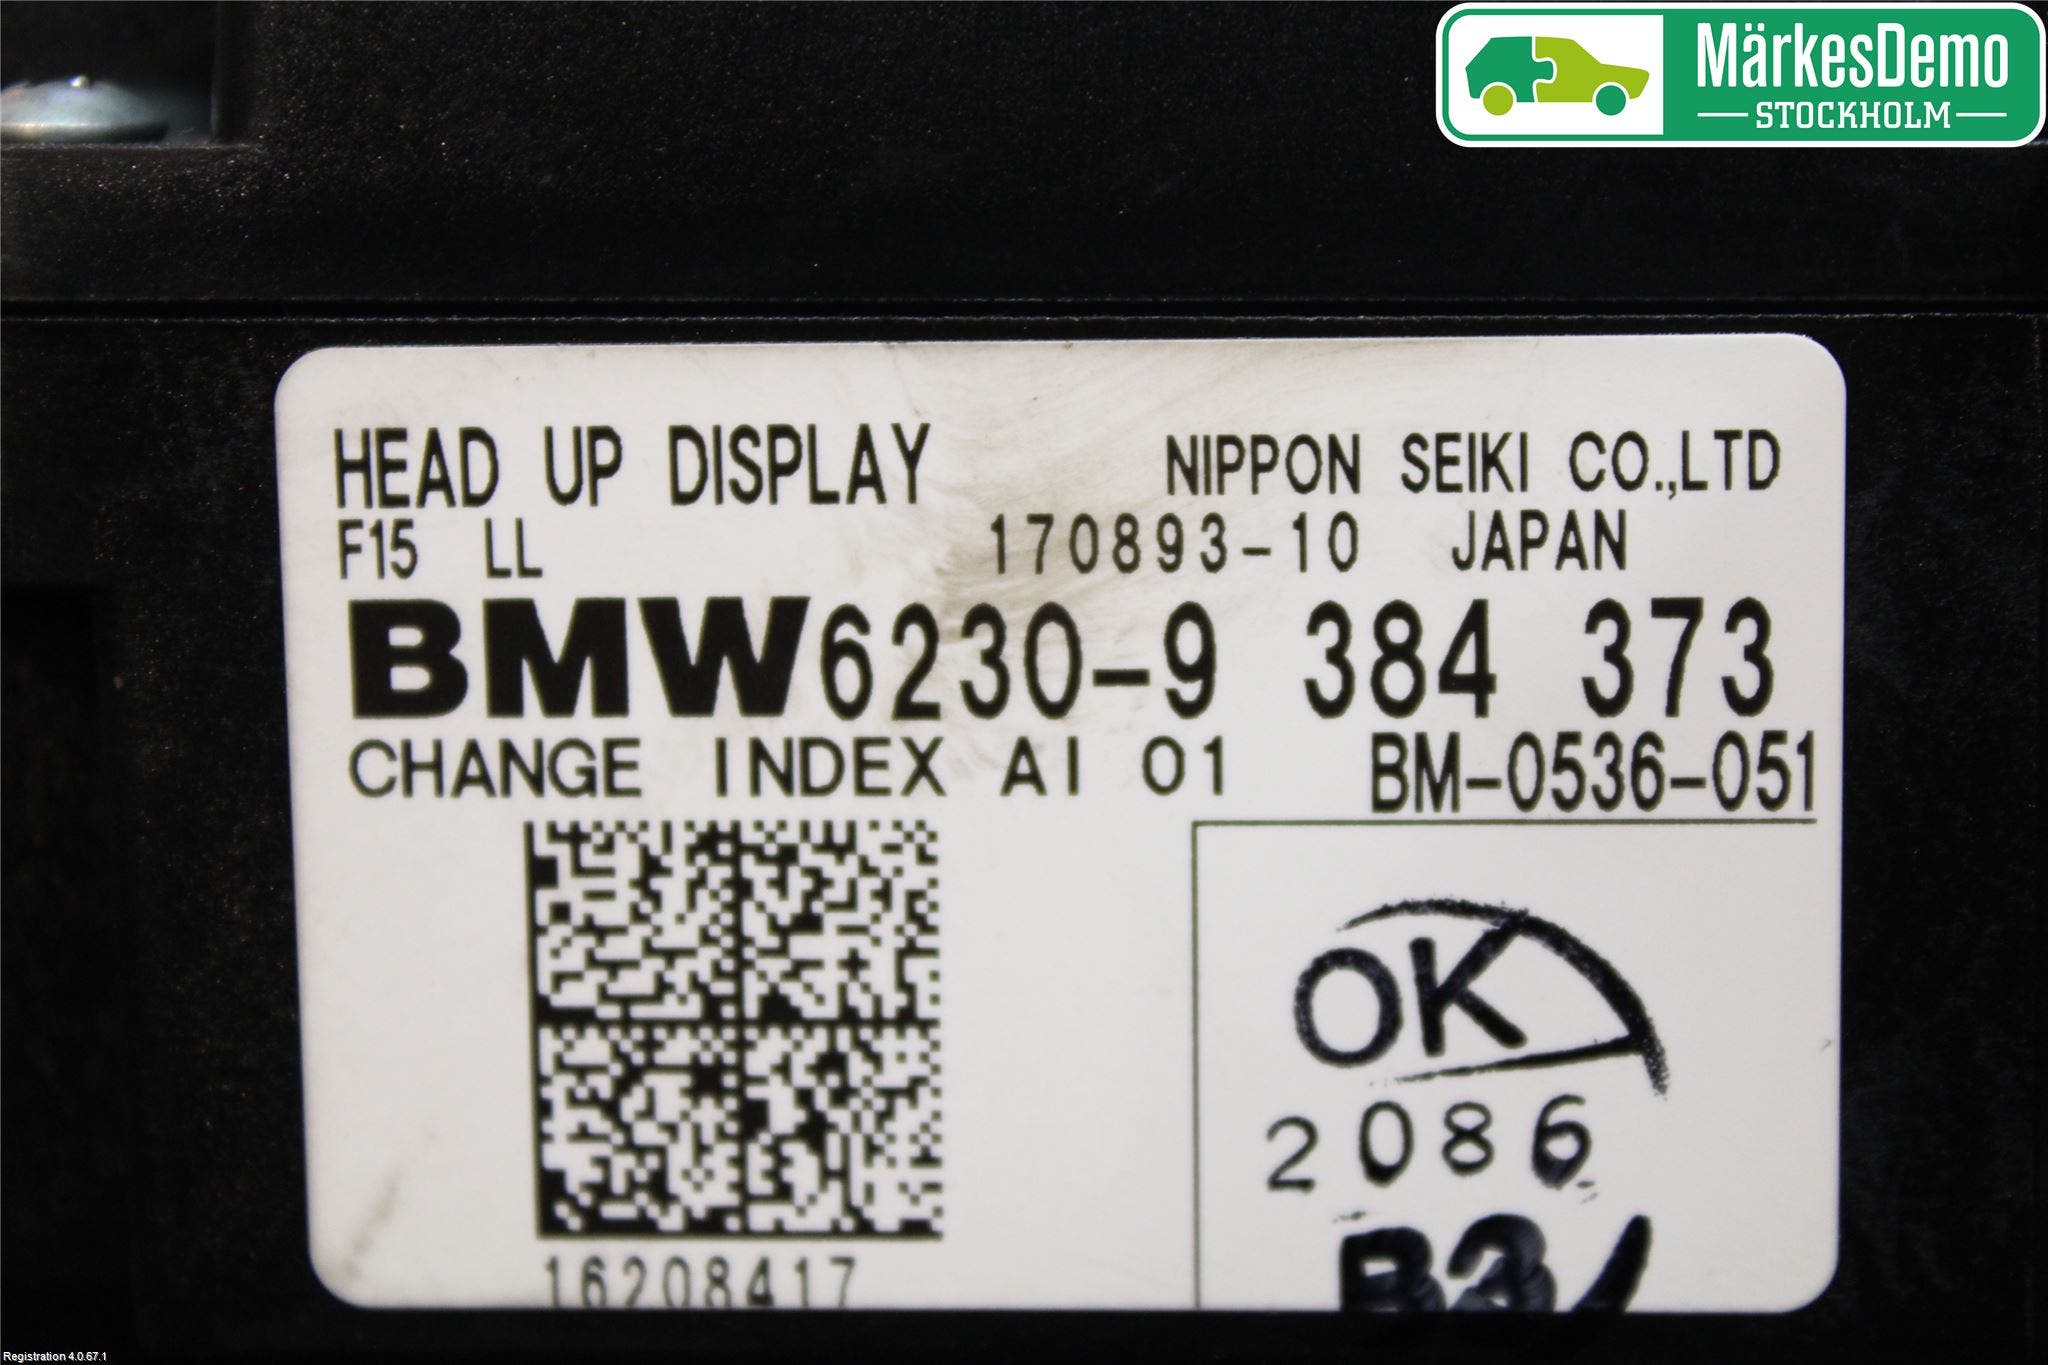 MärkesDemo
STOCKHOLM
HEAD UP DISPLAY NIPPON SEIKI CO.,LTD
F15 LL 170893-10 JAPAN
BMW6230-9 384 373
CHANGE INDEX AI 01 BM-0536-051
OK
2086
16208417
Registration 4.0.67.1